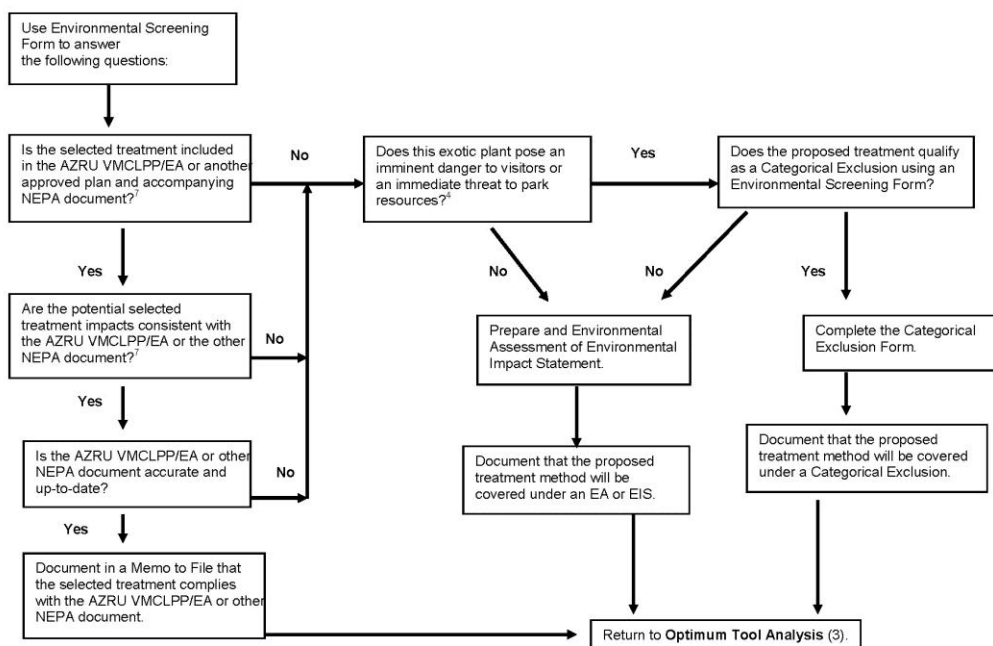 Use Environmental Screening
Form to answer
the following questions:
Is the selected treatment included
in the AZRU VMCLPP/EA or another
approved plan and accompanying
NEPA document?⁷
No
Does this exotic plant pose an
imminent danger to visitors or
an immediate threat to park
resources?⁴
Yes
Does the proposed treatment qualify
as a Categorical Exclusion using an
Environmental Screening Form?
Yes
No
No
Yes
Are the potential selected
treatment impacts consistent with
the AZRU VMCLPP/EA or the other
NEPA document?⁷
No
Prepare and Environmental
Assessment of Environmental
Impact Statement.
Complete the Categorical
Exclusion Form.
Yes
Is the AZRU VMCLPP/EA or other
NEPA document accurate and
up-to-date?
No
Document that the proposed
treatment method will be
covered under an EA or EIS.
Document that the proposed
treatment method will be covered
under a Categorical Exclusion.
Yes
Document in a Memo to File that
the selected treatment complies
with the AZRU VMCLPP/EA or other
NEPA document.
Return to Optimum Tool Analysis (3).